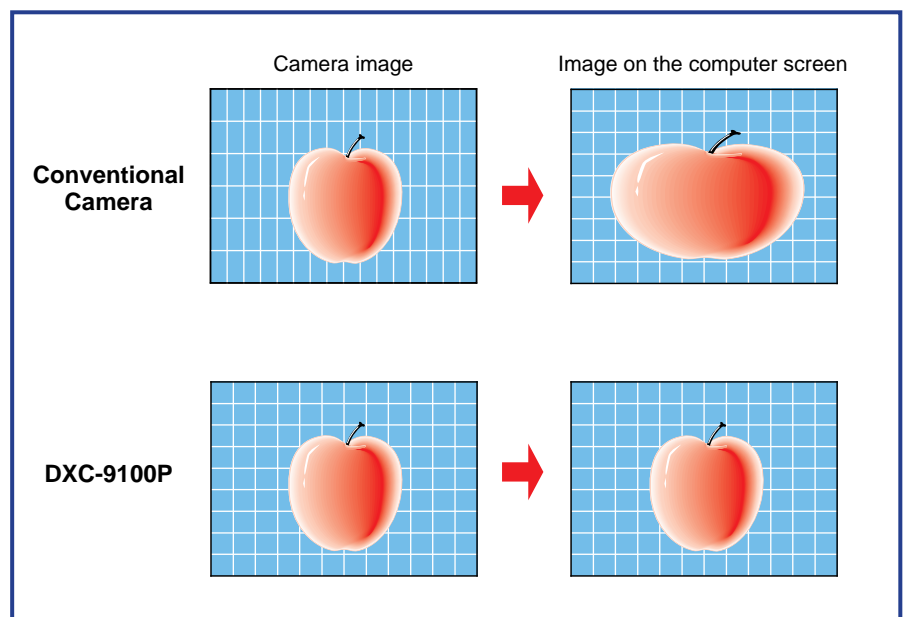 Camera image
Image on the computer screen
Conventional
Camera
DXC-9100P